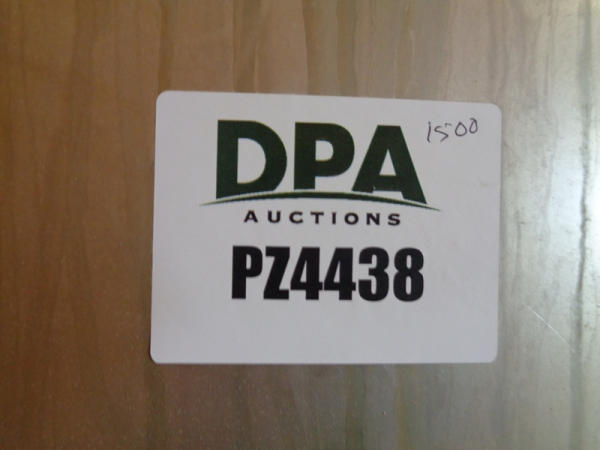 1500
DPA
AUCTIONS
PZ4438